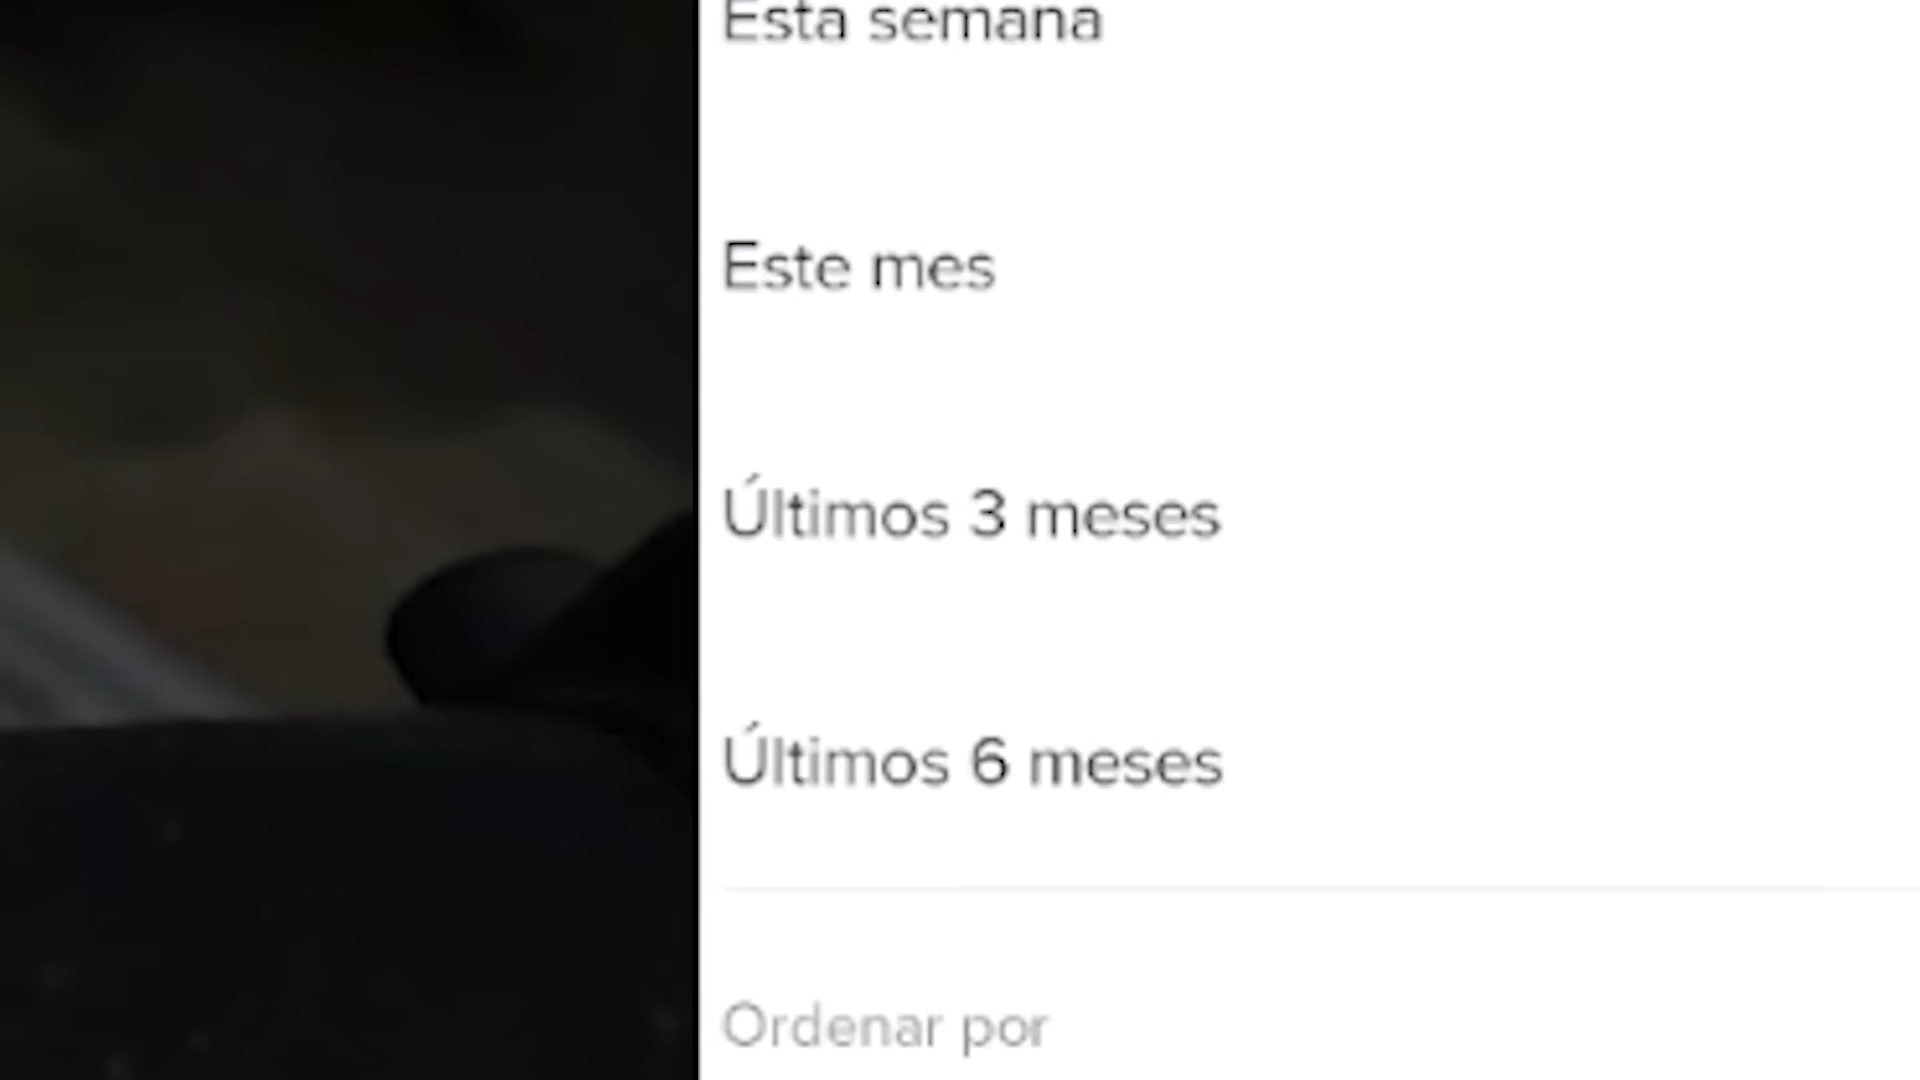 Esta semana
Este mes
Últimos 3 meses
Últimos 6 meses
Ordenar por